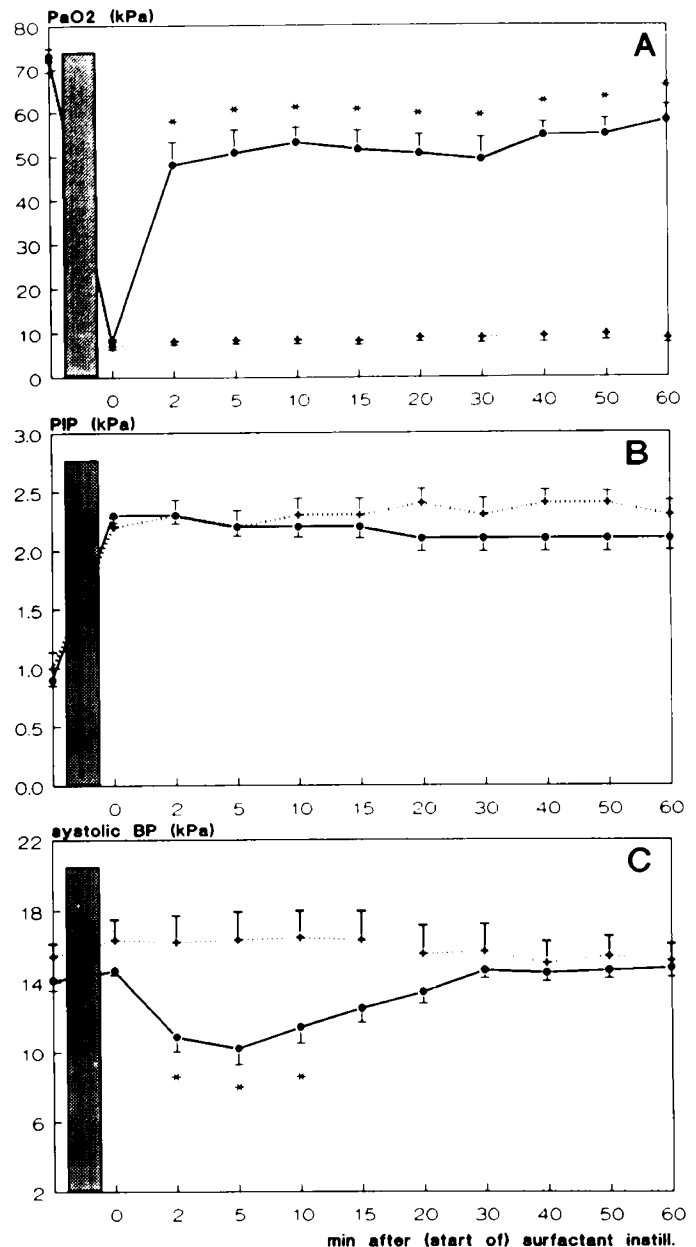 PaO2 (kPa)
A
80
70
60
50
40
30
20
10
0
* * * * * * * * *
0 2 5 10 15 20 30 40 50 60
PIP (kPa)
B
3.0
2.5
2.0
1.5
1.0
0.5
0.0
0 2 5 10 15 20 30 40 50 60
systolic BP (kPa)
C
22
18
14
10
6
2
* * *
0 2 5 10 15 20 30 40 50 60
min after (start of) surfactant instill.